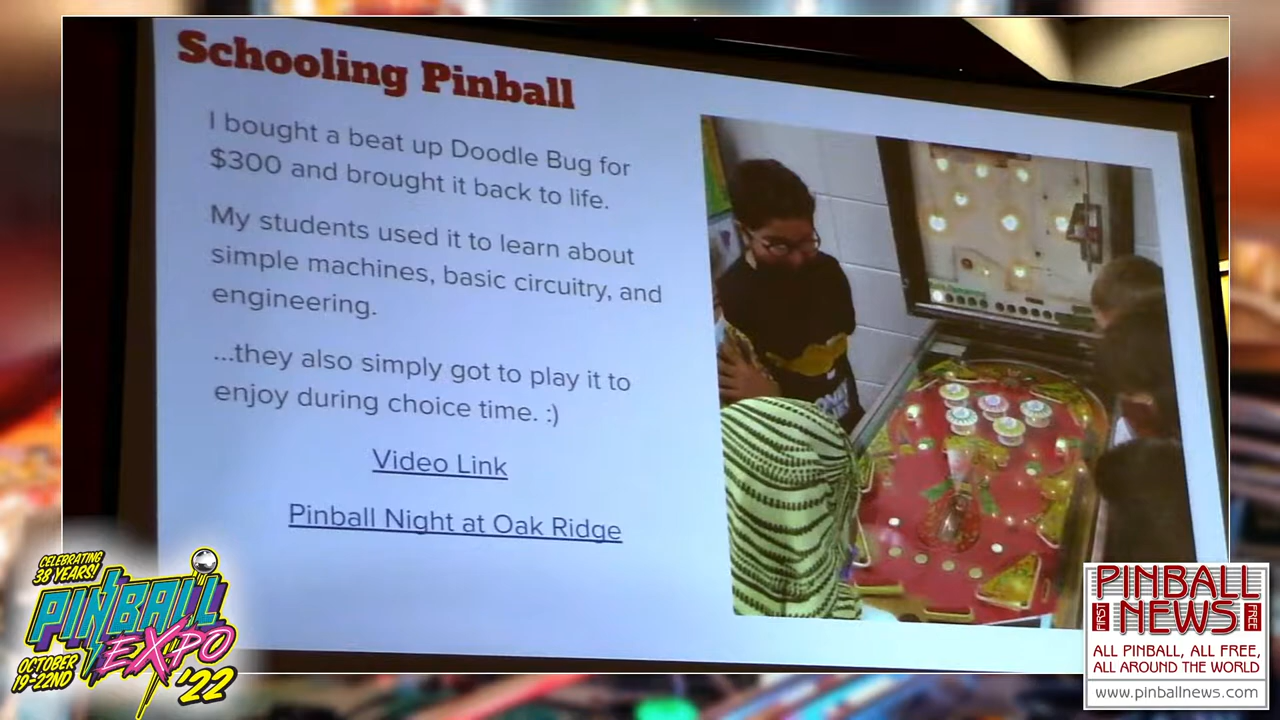 Schooling Pinball
I bought a beat up Doodle Bug for
$300 and brought it back to life.
My students used it to learn about
simple machines, basic circuitry, and
engineering.
...they also simply got to play it to
enjoy during choice time. :)
Video Link
Pinball Night at Oak Ridge
CELEBRATING
38 YEARS!
PINBALL
EXPO
OCTOBER
19-22ND
'22
PINBALL
FIRST NEWS FREE
ALL PINBALL, ALL FREE,
ALL AROUND THE WORLD
www.pinballnews.com